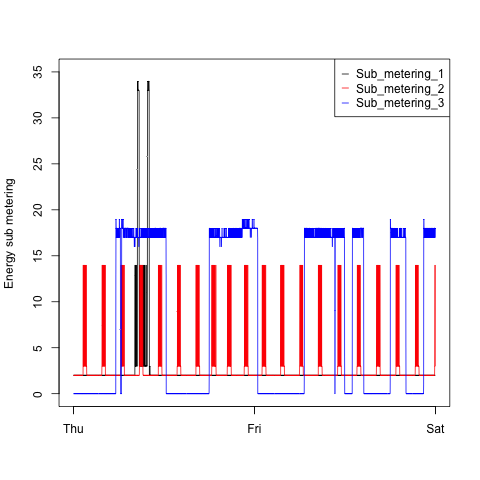 Sub_metering_1
Sub_metering_2
Sub_metering_3
Energy sub metering
35
30
25
20
15
10
5
0
Thu Fri Sat